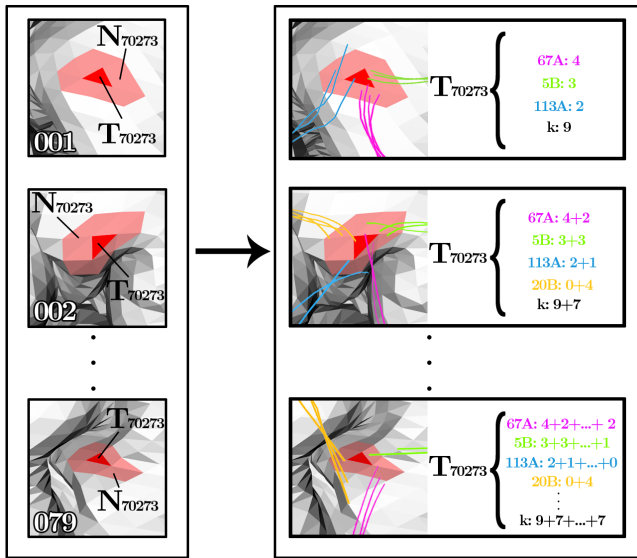 N70273
T70273
001
N70273
T70273
002
T70273
N70273
079
T70273
67A: 4
5B: 3
113A: 2
k: 9
T70273
67A: 4+2
5B: 3+3
113A: 2+1
20B: 0+4
k: 9+7
T70273
67A: 4+2+...+ 2
5B: 3+3+...+1
113A: 2+1+...+0
20B: 0+4
k: 9+7+...+7